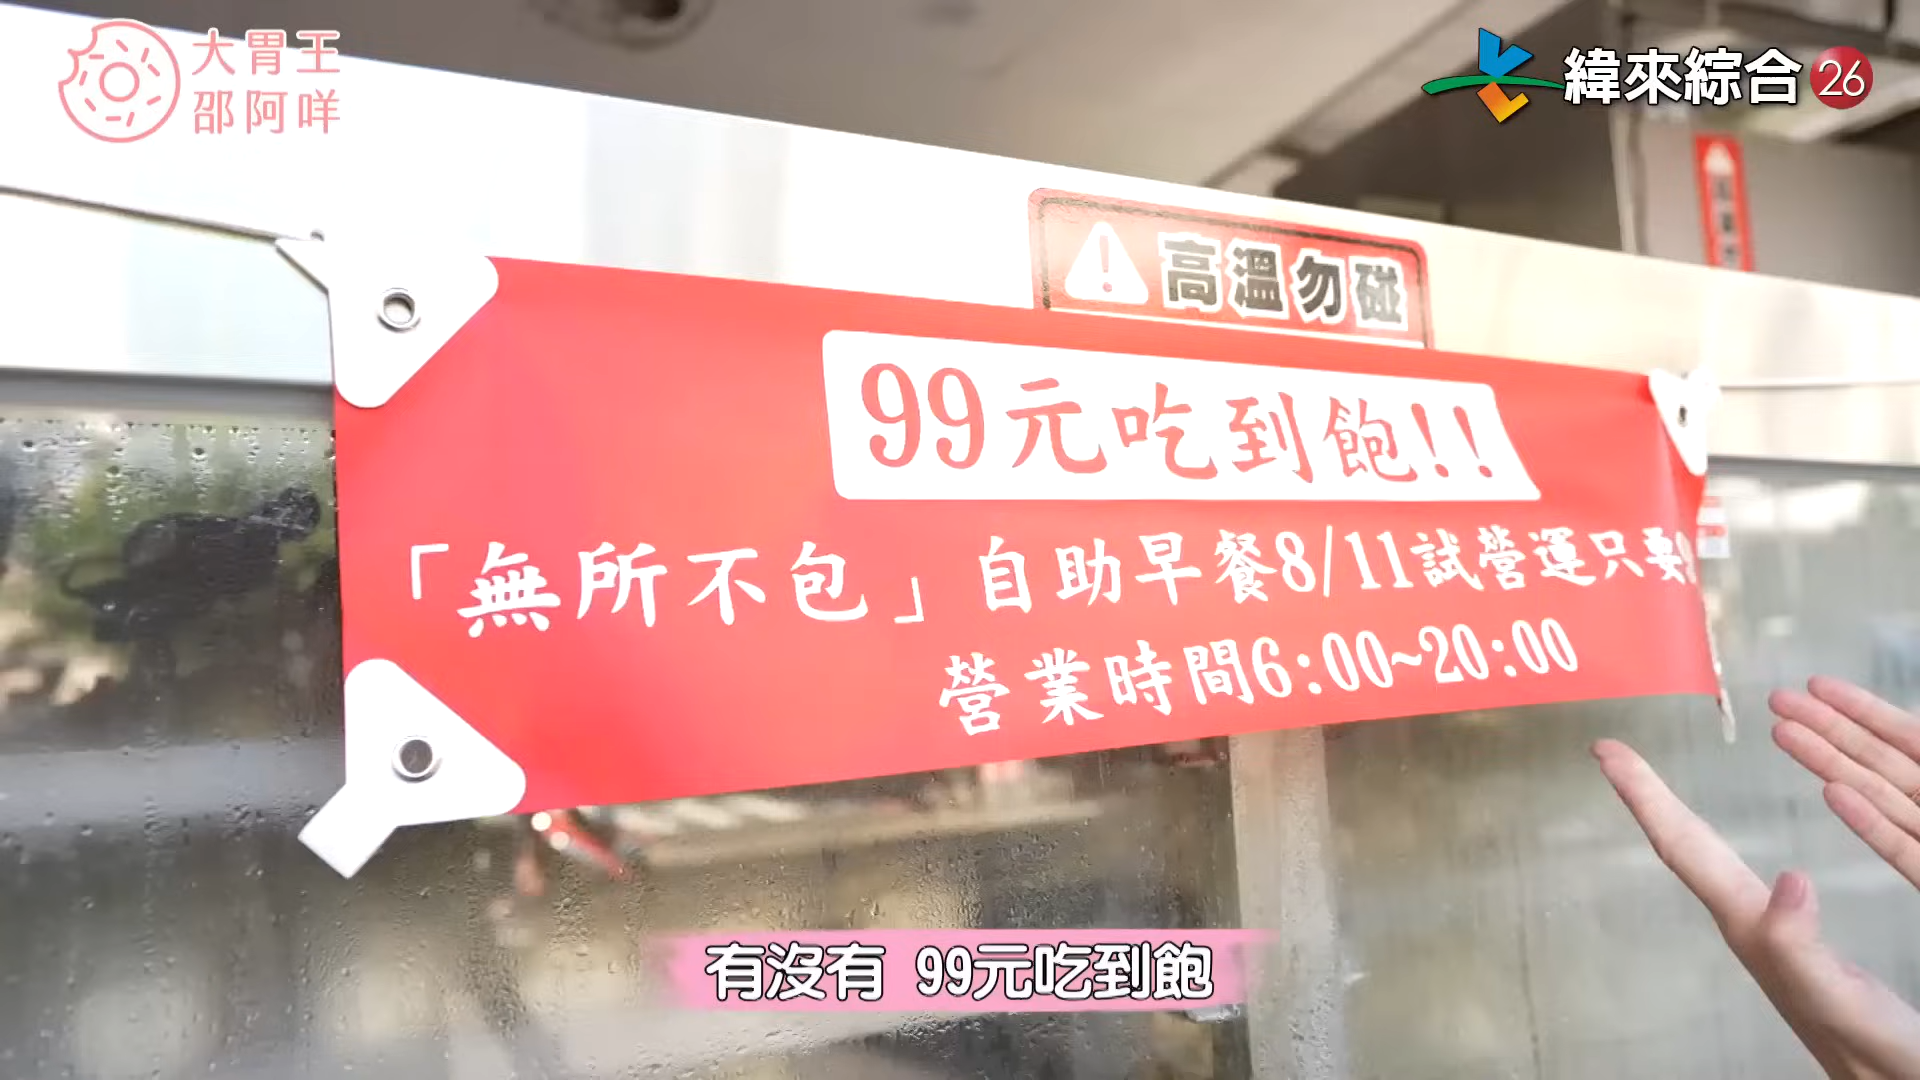 大胃王
邵阿咩
緯來綜合 26
高溫勿碰
99元吃到飽!!
「無所不包」自助早餐8/11試營運只要
營業時間6:00~20:00
有沒有 99元吃到飽